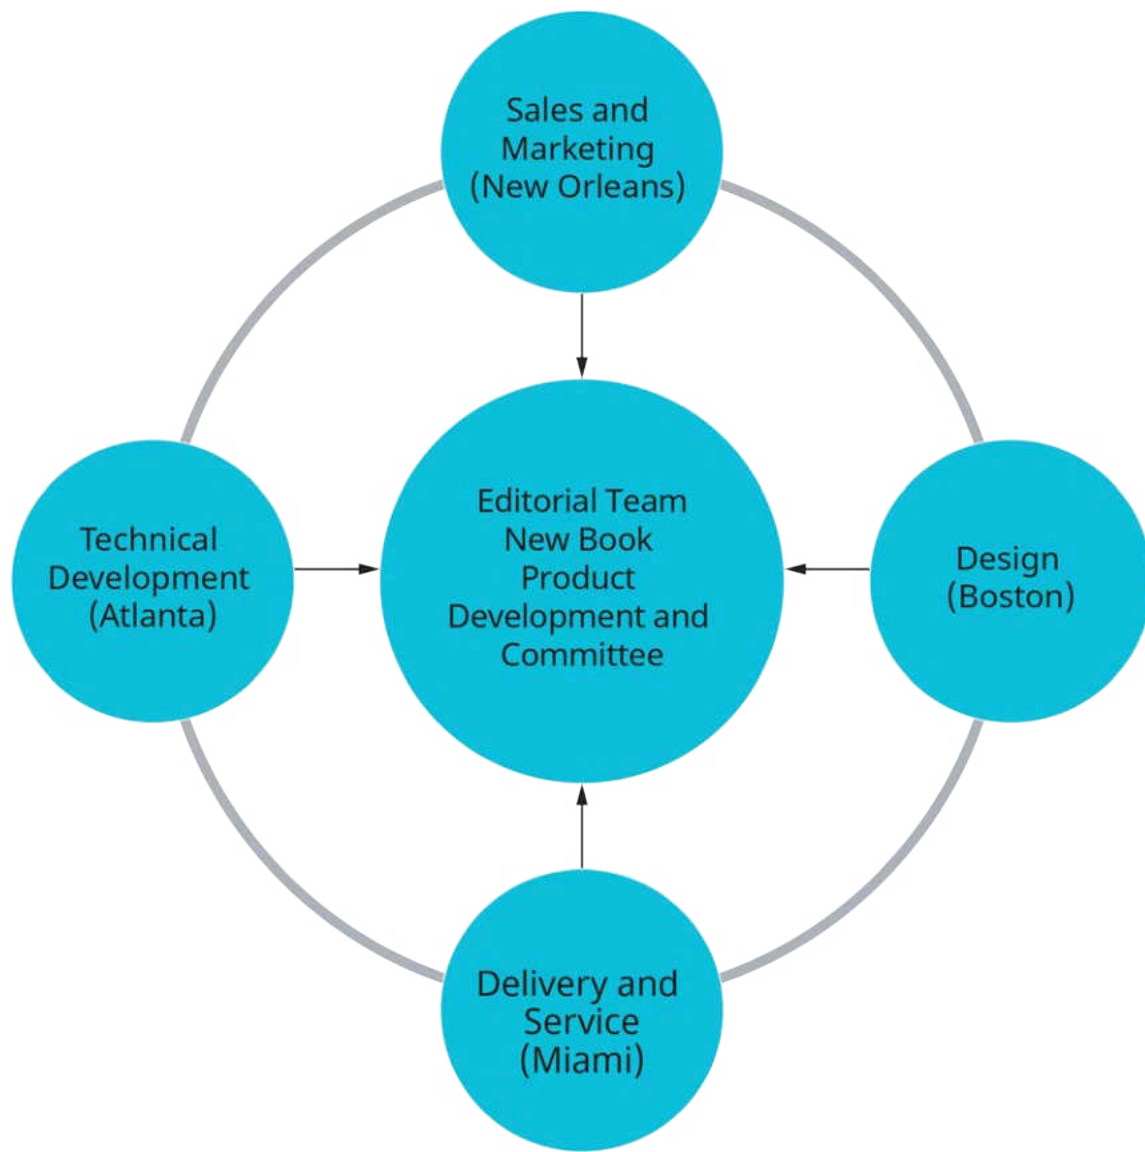 Sales and
Marketing
(New Orleans)
Technical
Development
(Atlanta)
Editorial Team
New Book
Product
Development and
Committee
Design
(Boston)
Delivery and
Service
(Miami)